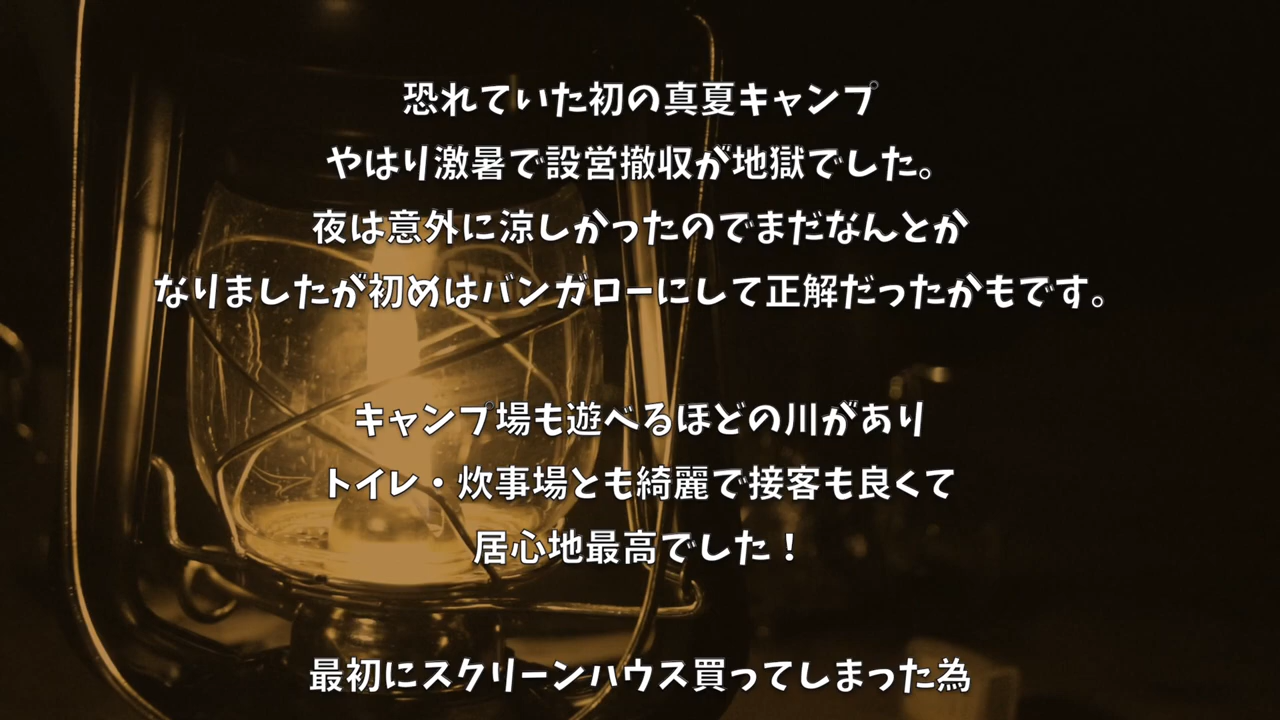 恐れていた初の真夏キャンプ
やはり激暑で設営撤収が地獄でした。
夜は意外に涼しかったのでまだなんとか
なりましたが初めはバンガローにして正解だったかもです。
キャンプ場も遊べるほどの川があり
トイレ・炊事場とも綺麗で接客も良くて
居心地最高でした！
最初にスクリーンハウス買ってしまった為